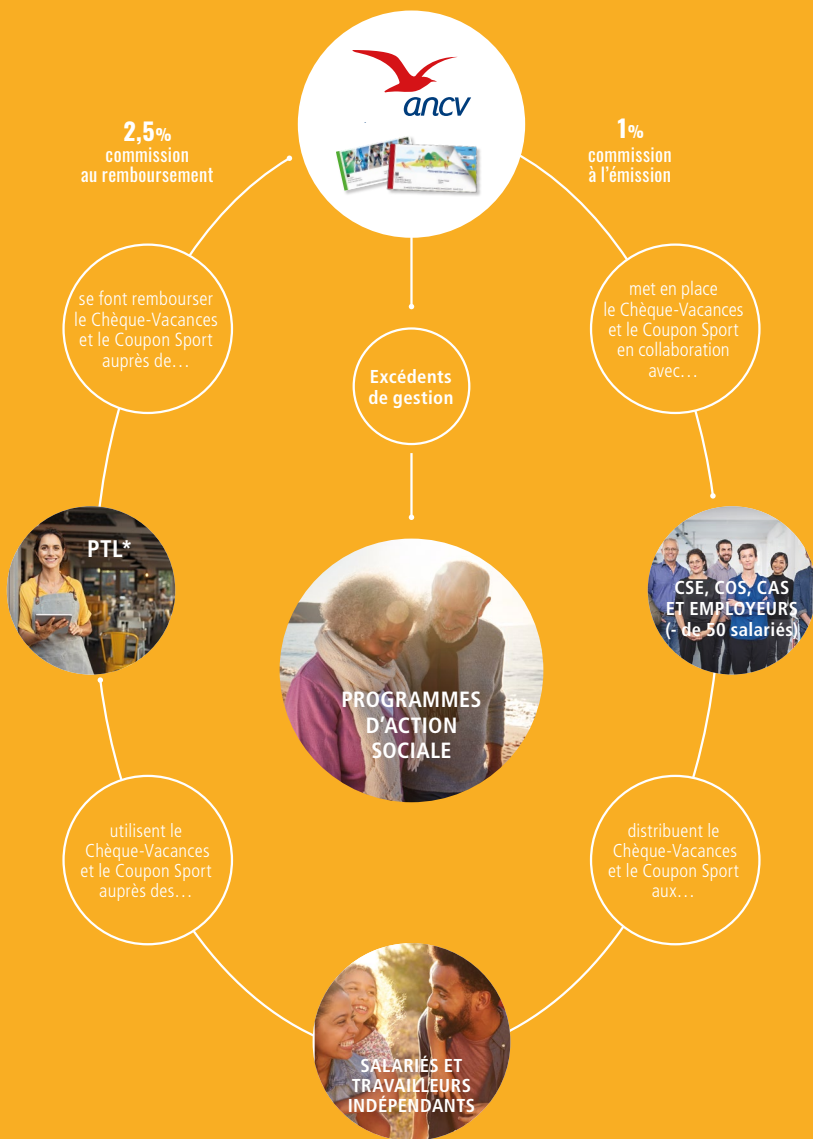 ancv
2,5%
commission
au remboursement
1%
commission
à l’émission
se font rembourser
le Chèque-Vacances
et le Coupon Sport
auprès de…
met en place
le Chèque-Vacances
et le Coupon Sport
en collaboration
avec…
Excédents
de gestion
PTL*
CSE, COS, CAS
ET EMPLOYEURS
(- de 50 salariés)
PROGRAMMES
D’ACTION
SOCIALE
utilisent le
Chèque-Vacances
et le Coupon Sport
auprès des…
distribuent le
Chèque-Vacances
et le Coupon Sport
aux…
SALARIÉS ET
TRAVAILLEURS
INDÉPENDANTS